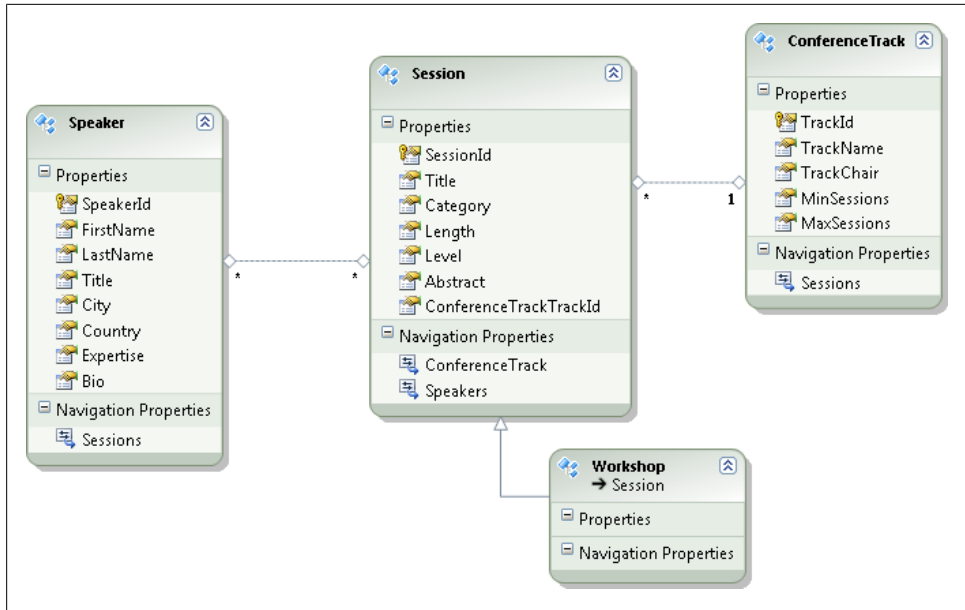 Speaker
Properties
SpeakerId
FirstName
LastName
Title
City
Country
Expertise
Bio
Navigation Properties
Sessions
*
*
Session
Properties
SessionId
Title
Category
Length
Level
Abstract
ConferenceTrackTrackId
Navigation Properties
ConferenceTrack
Speakers
*
1
ConferenceTrack
Properties
TrackId
TrackName
TrackChair
MinSessions
MaxSessions
Navigation Properties
Sessions
Workshop
→ Session
Properties
Navigation Properties